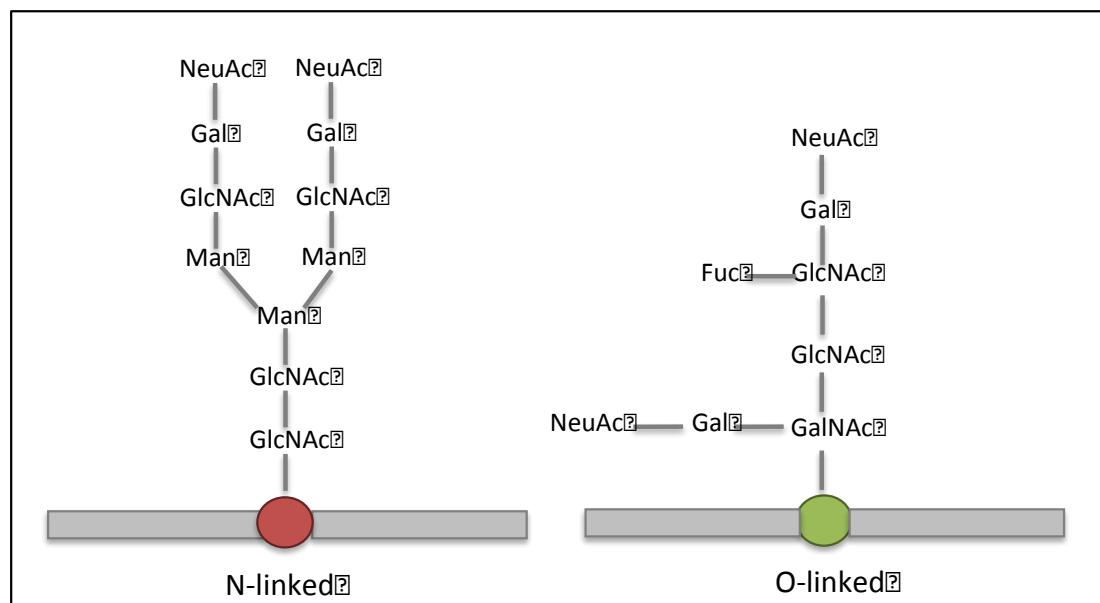 NeuAc NeuAc
Gal Gal
GlcNAc GlcNAc
Man Man
Man
GlcNAc
GlcNAc
N-linked
NeuAc
Gal
Fuc GlcNAc
GlcNAc
NeuAc Gal GalNAc
O-linked